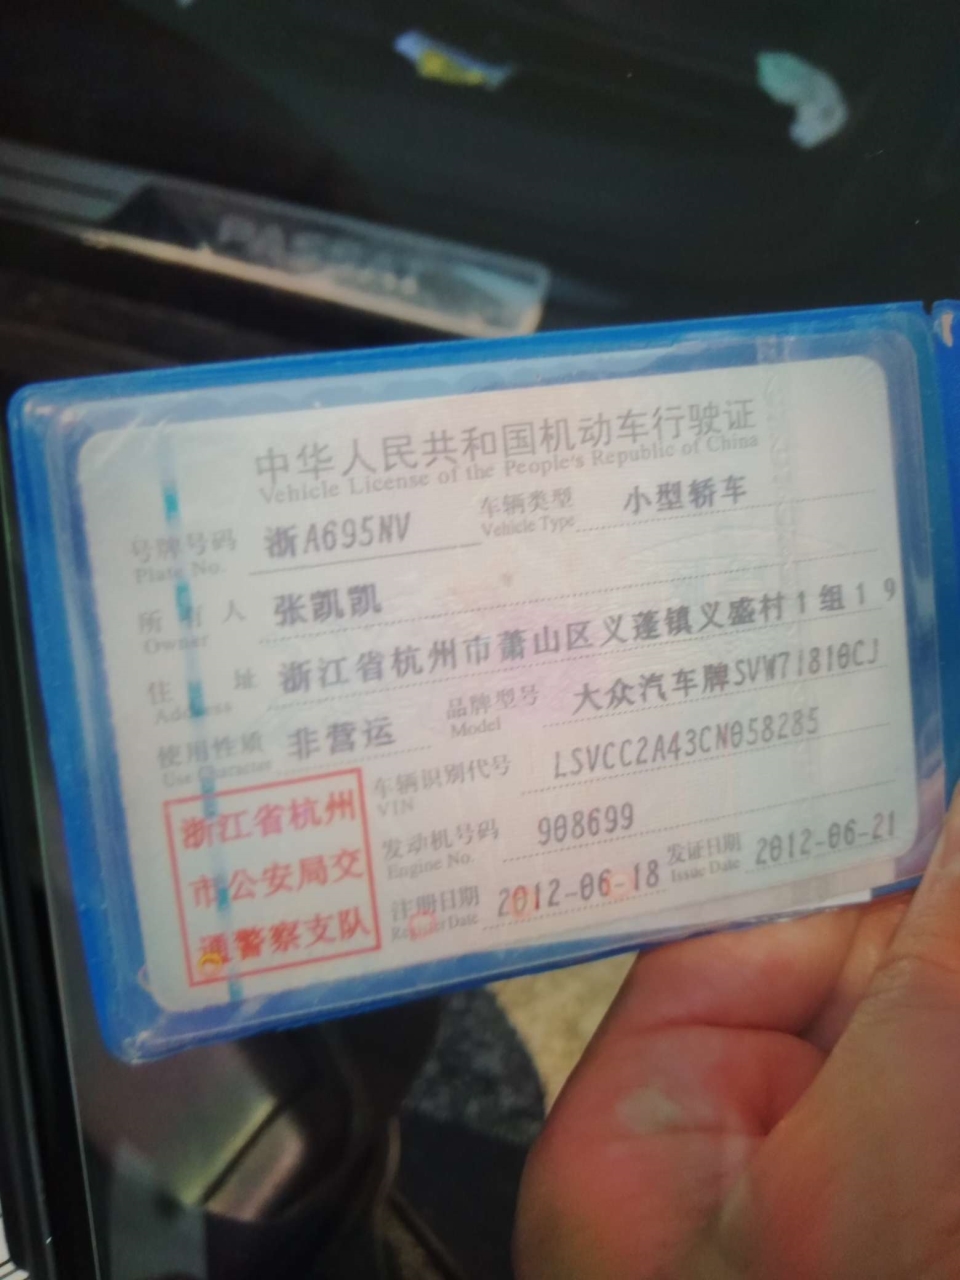 PASSAT
中华人民共和国机动车行驶证
Vehicle License of the People's Republic of China
号牌号码 浙A695NV 车辆类型 小型轿车
Plate No. Vehicle Type
所有人 张凯凯
Owner
住址 浙江省杭州市萧山区义蓬镇义盛村1组19
Address
使用性质 非营运 品牌型号 大众汽车牌SVW71810CJ
Use Character Model
浙江省杭州
市公安局交
通警察支队
车辆识别代号 LSVCC2A43CN058285
VIN
发动机号码 908699
Engine No.
注册日期 2012-06-18 发证日期 2012-06-21
Register Date Issue Date